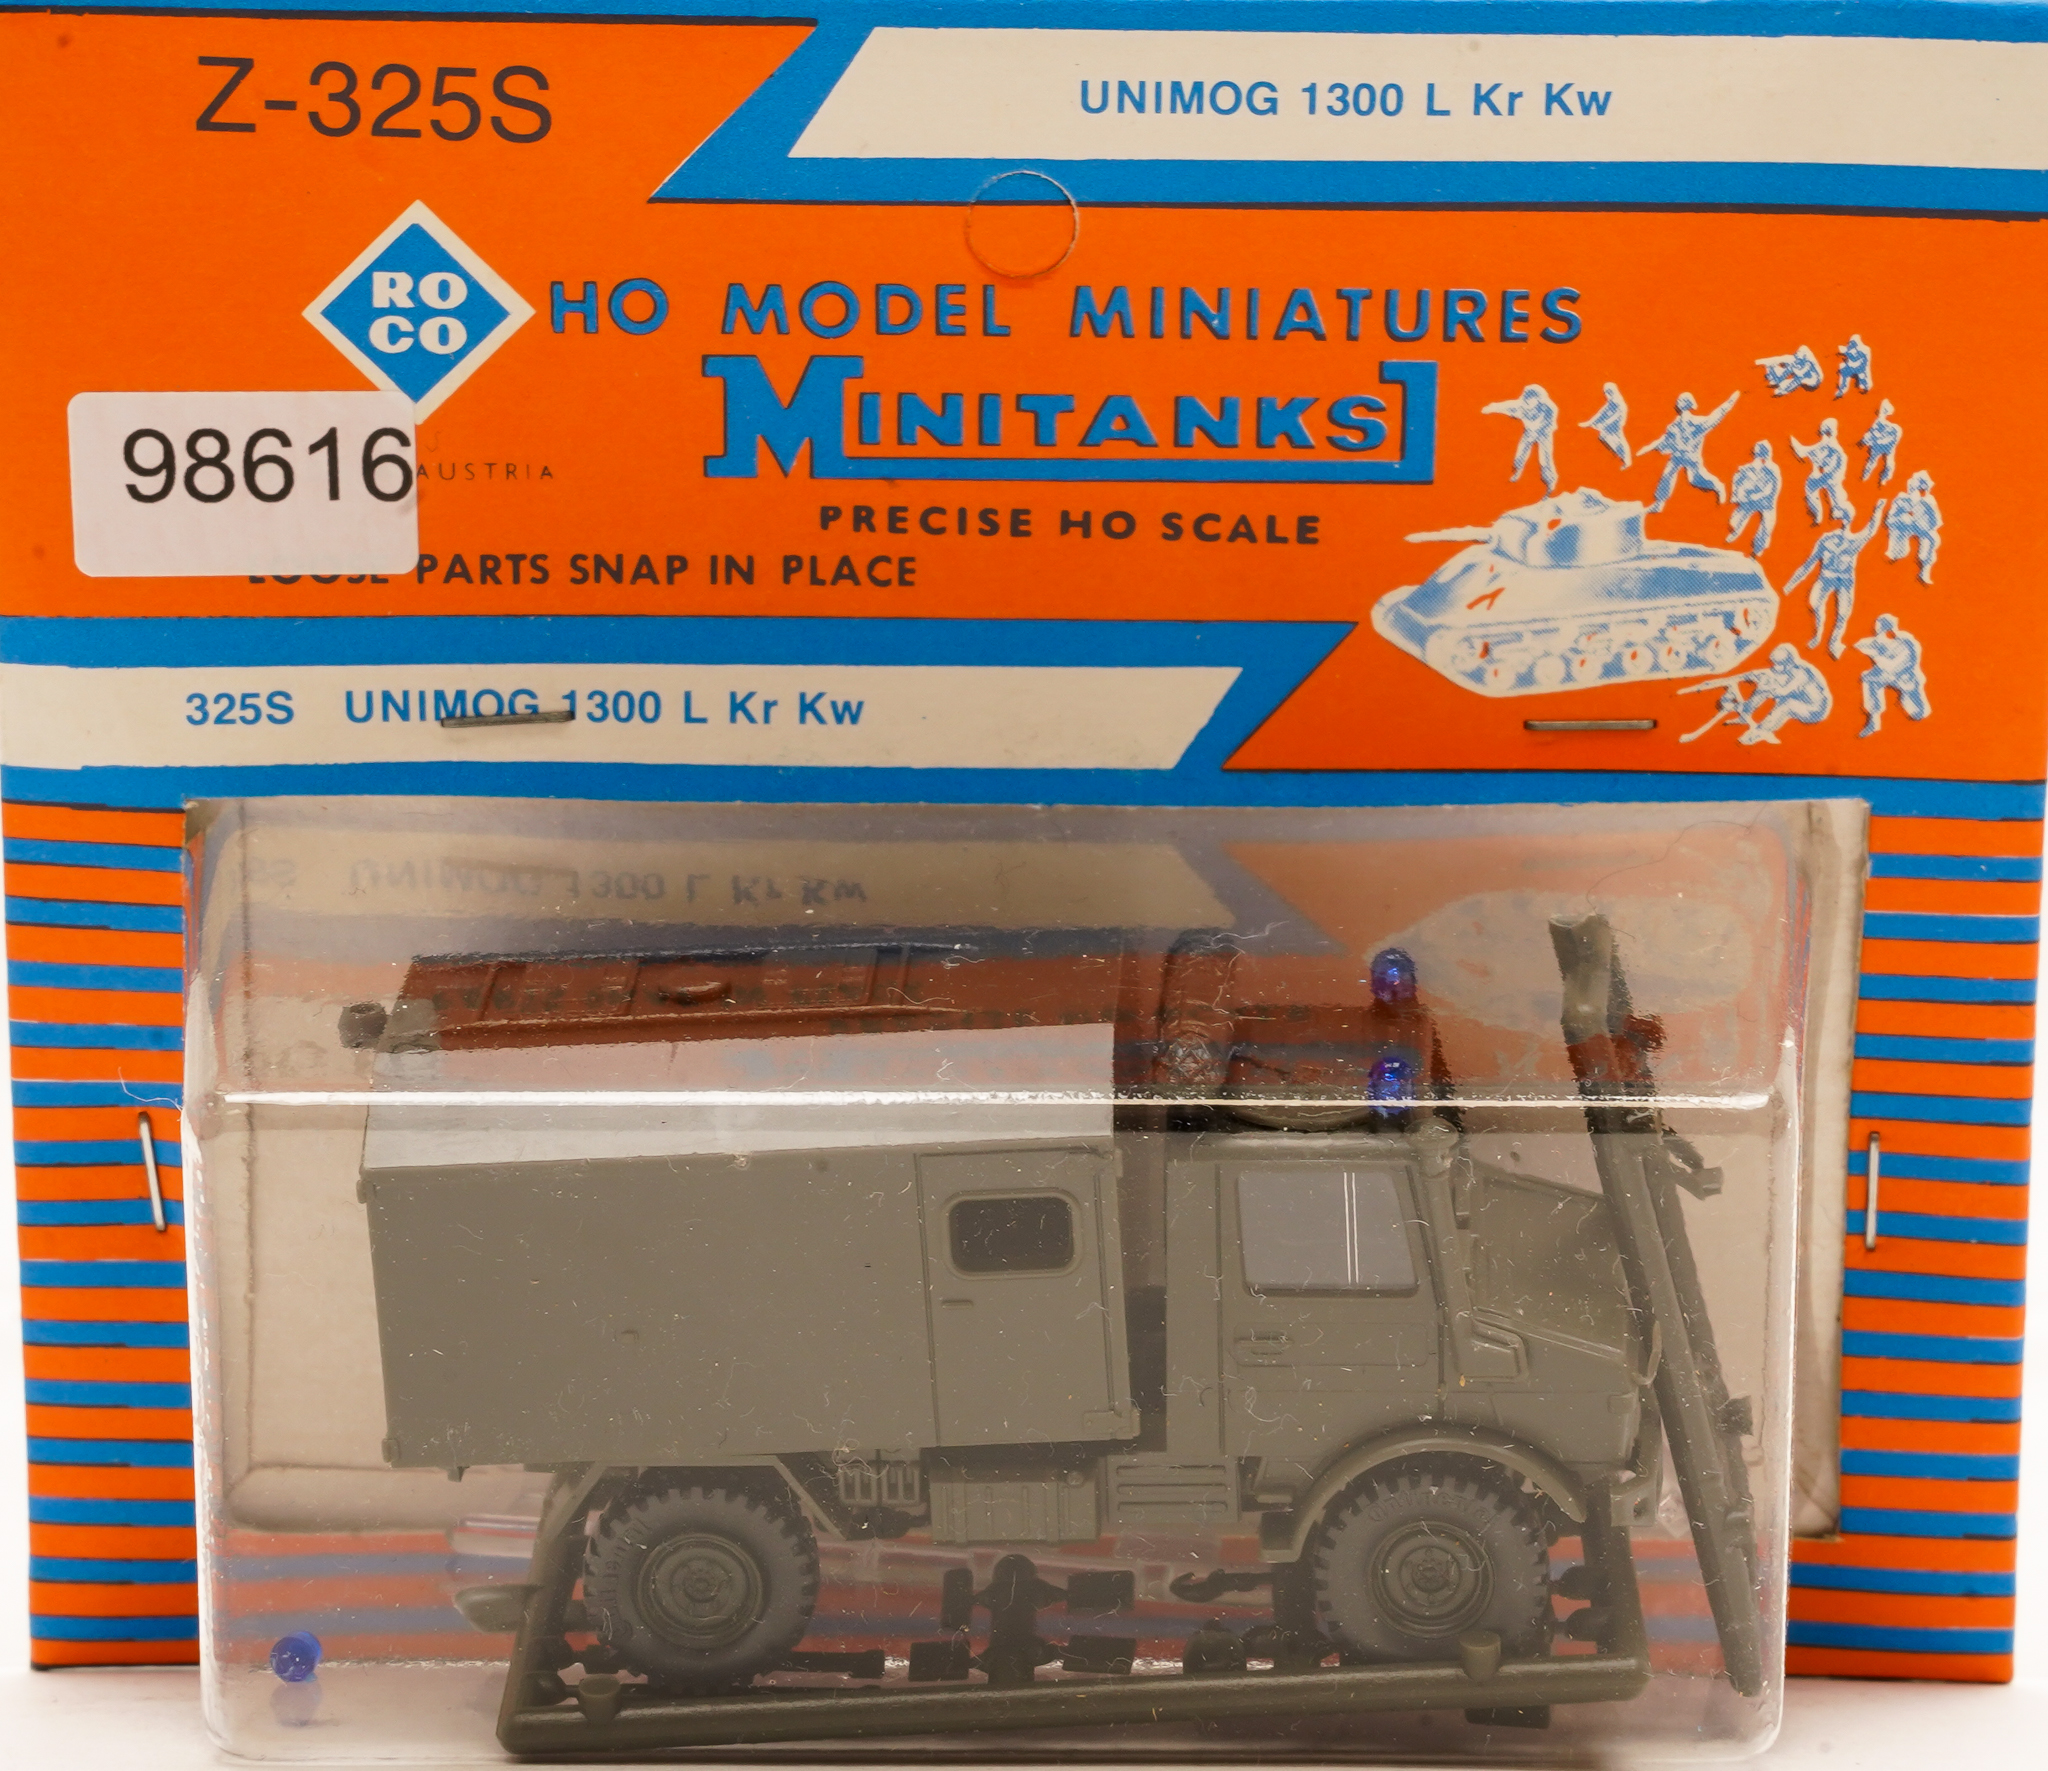 Z-325S
UNIMOG 1300 L Kr Kw
RO
CO
HO MODEL MINIATURES
MINITANKS
98616
AUSTRIA
PRECISE HO SCALE
LOOSE PARTS SNAP IN PLACE
325S UNIMOG 1300 L Kr Kw